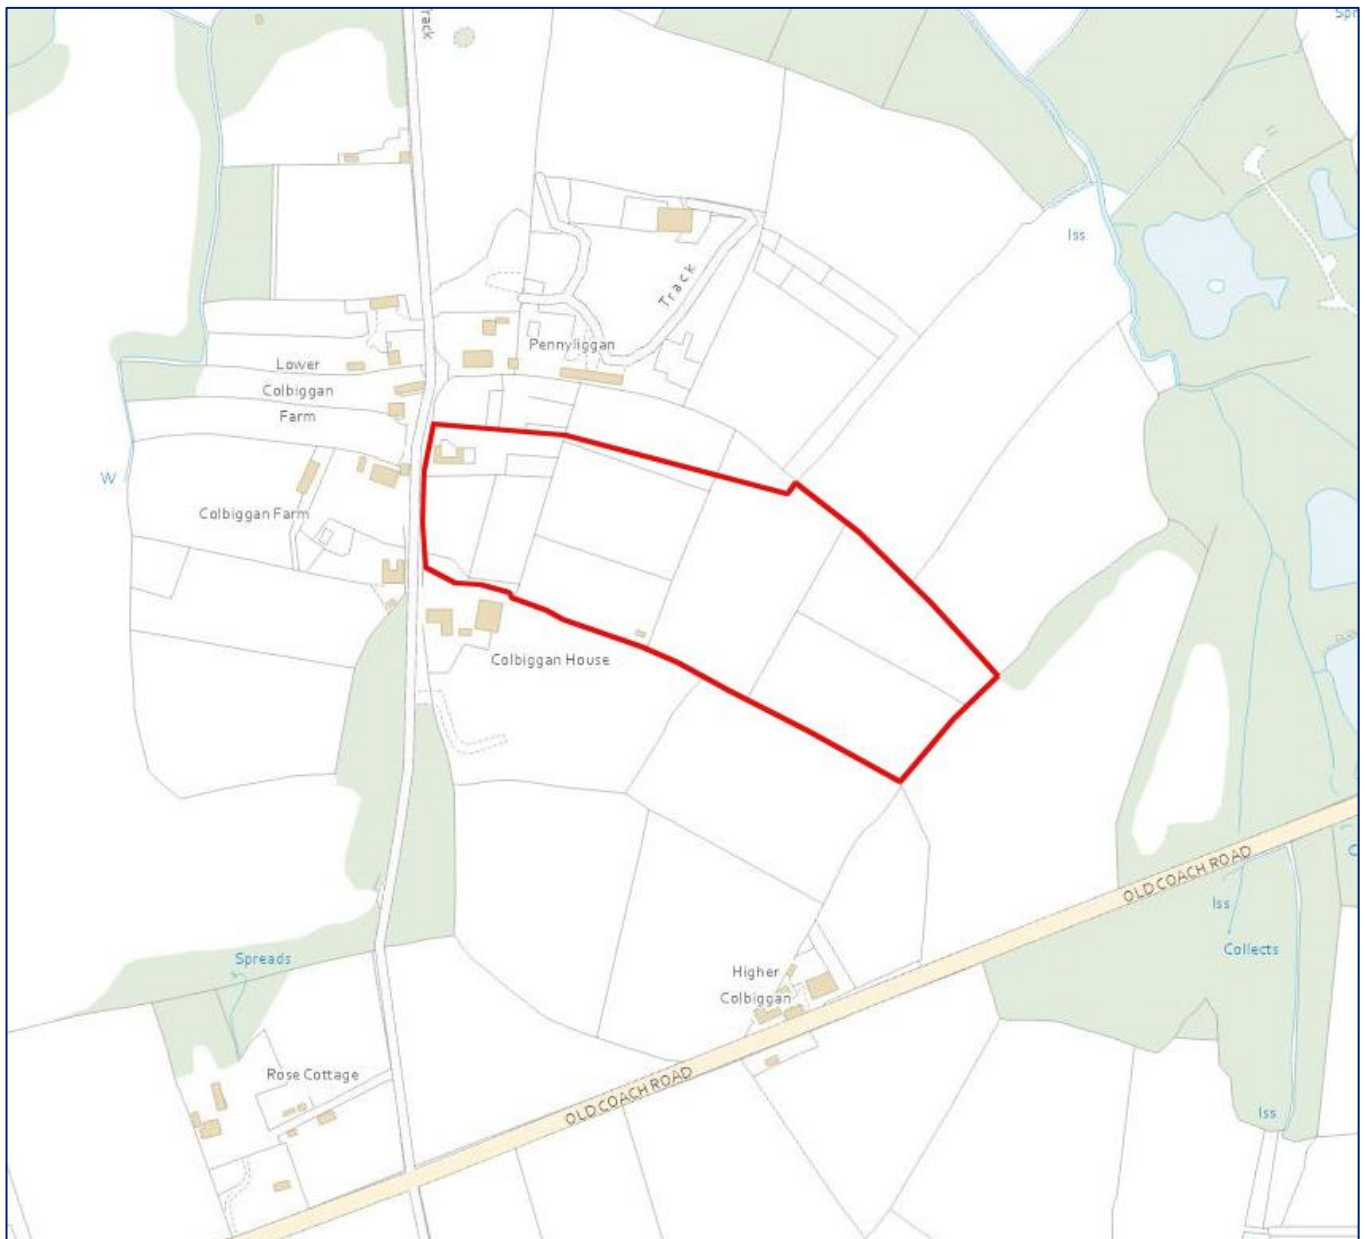 Iss
Track
Pennyliggan
Lower
Colbiggan
Farm
W
Colbiggan Farm
Colbiggan House
OLD COACH ROAD
Iss
Collects
Spreads
Higher
Colbiggan
Rose Cottage
OLD COACH ROAD
Iss